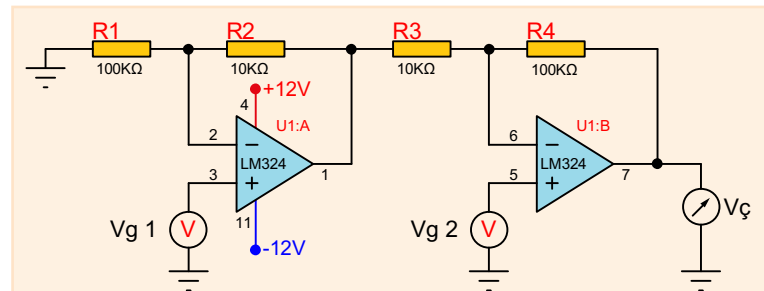 R1 R2 R3 R4
100KΩ 10KΩ 10KΩ 100KΩ
+12V
4
U1:A U1:B
2 6
LM324 LM324
3 1 5 7
11
Vg 1 V Vg 2 V Vç
-12V